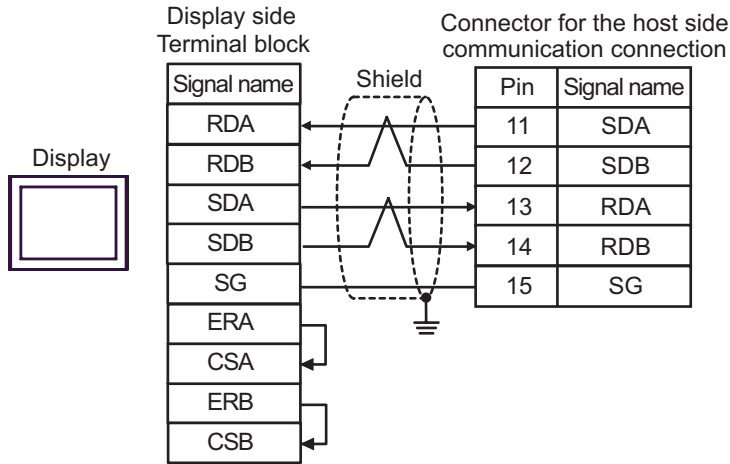 Display side
Terminal block
Connector for the host side
communication connection
Signal name
Shield
Pin Signal name
RDA
11 SDA
Display
RDB
12 SDB
SDA
13 RDA
SDB
14 RDB
SG
15 SG
ERA
CSA
ERB
CSB